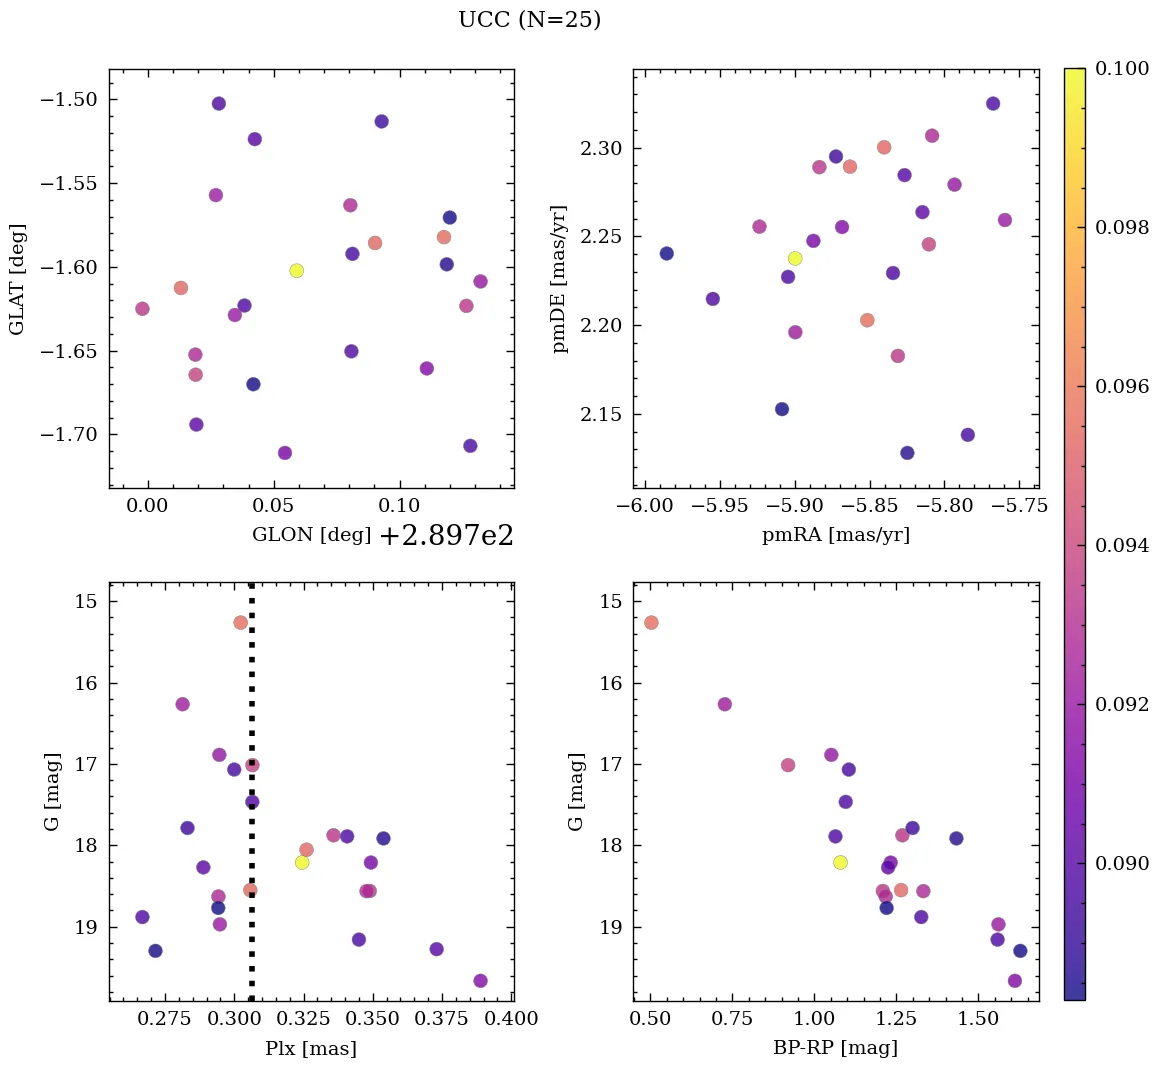 UCC (N=25)
−1.50
−1.55
−1.60
−1.65
−1.70
GLAT [deg]
0.00 0.05 0.10
GLON [deg] +2.897e2
2.30
2.25
2.20
2.15
pmDE [mas/yr]
−6.00 −5.95 −5.90 −5.85 −5.80 −5.75
pmRA [mas/yr]
15
16
17
18
19
G [mag]
0.275 0.300 0.325 0.350 0.375 0.400
Plx [mas]
15
16
17
18
19
G [mag]
0.50 0.75 1.00 1.25 1.50
BP-RP [mag]
0.100
0.098
0.096
0.094
0.092
0.090